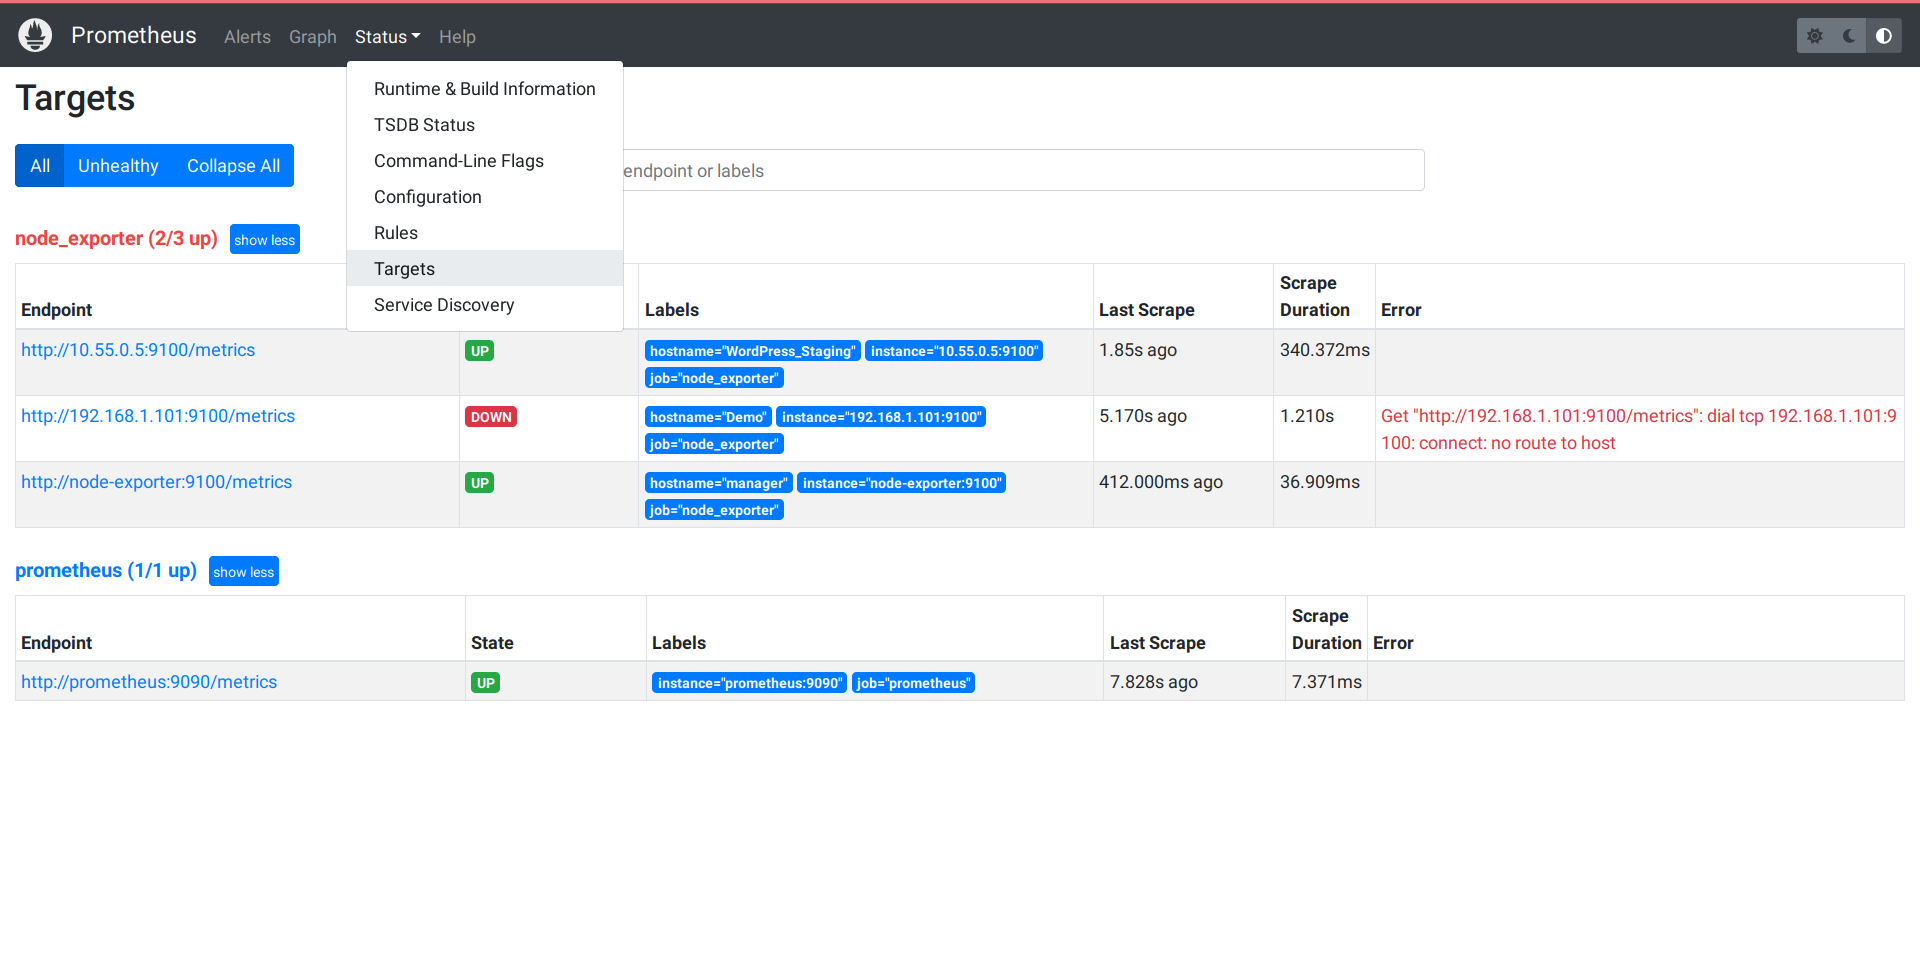 Prometheus Alerts Graph Status Help
Targets
Runtime & Build Information
TSDB Status
Command-Line Flags
Configuration
Rules
Targets
Service Discovery
All Unhealthy Collapse All
endpoint or labels
node_exporter (2/3 up) show less
Endpoint Labels Last Scrape Scrape Duration Error
http://10.55.0.5:9100/metrics UP hostname="WordPress_Staging" instance="10.55.0.5:9100" 1.85s ago 340.372ms
job="node_exporter"
http://192.168.1.101:9100/metrics DOWN hostname="Demo" instance="192.168.1.101:9100" 5.170s ago 1.210s Get "http://192.168.1.101:9100/metrics": dial tcp 192.168.1.101:9
job="node_exporter" 100: connect: no route to host
http://node-exporter:9100/metrics UP hostname="manager" instance="node-exporter:9100" 412.000ms ago 36.909ms
job="node_exporter"
prometheus (1/1 up) show less
Endpoint State Labels Last Scrape Scrape Duration Error
http://prometheus:9090/metrics UP instance="prometheus:9090" job="prometheus" 7.828s ago 7.371ms